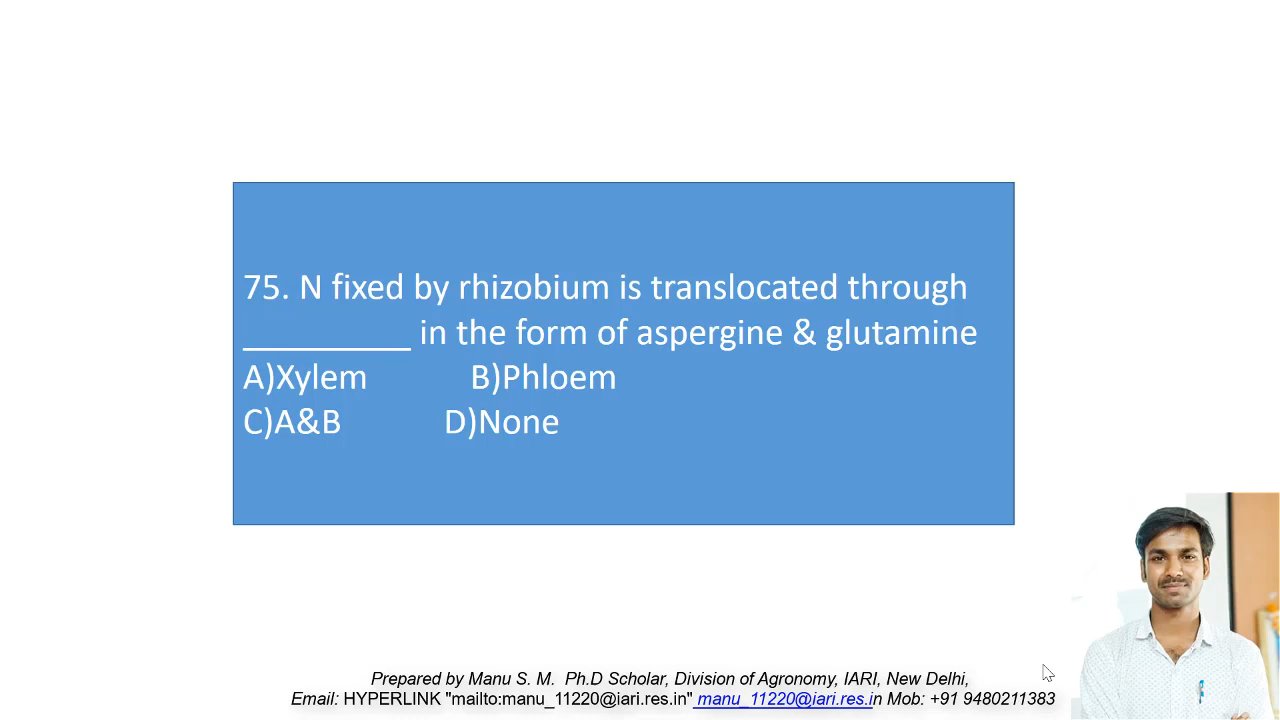 75. N fixed by rhizobium is translocated through
_________ in the form of aspergine & glutamine
A)Xylem B)Phloem
C)A&B D)None
Prepared by Manu S. M. Ph.D Scholar, Division of Agronomy, IARI, New Delhi,
Email: HYPERLINK "mailto:manu_11220@iari.res.in" manu_11220@iari.res.in Mob: +91 9480211383